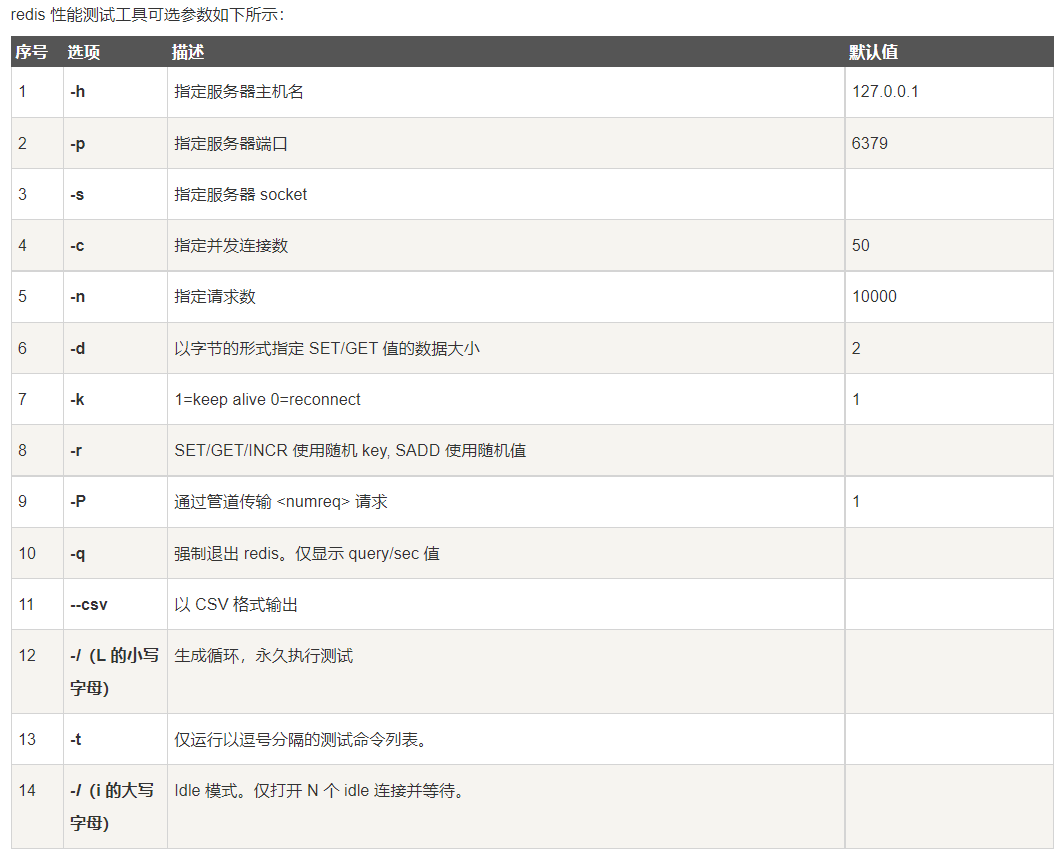 redis 性能测试工具可选参数如下所示：
序号 选项 描述 默认值
1 -h 指定服务器主机名 127.0.0.1
2 -p 指定服务器端口 6379
3 -s 指定服务器 socket
4 -c 指定并发连接数 50
5 -n 指定请求数 10000
6 -d 以字节的形式指定 SET/GET 值的数据大小 2
7 -k 1=keep alive 0=reconnect 1
8 -r SET/GET/INCR 使用随机 key, SADD 使用随机值
9 -P 通过管道传输 <numreq> 请求 1
10 -q 强制退出 redis。仅显示 query/sec 值
11 --csv 以 CSV 格式输出
12 -l（L 的小写 生成循环，永久执行测试
字母）
13 -t 仅运行以逗号分隔的测试命令列表。
14 -I（i 的大写 Idle 模式。仅打开 N 个 idle 连接并等待。
字母）